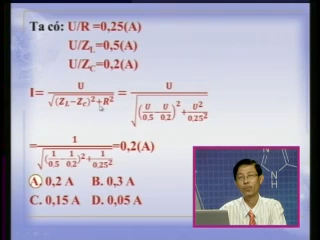 Ta có: U/R =0,25(A)
U/Z_L=0,5(A)
U/Z_C=0,2(A)
I= U/√((Z_L−Z_C)²+R²) = U/√((U/0,5 − U/0,2)² + U²/0,25²)
= 1/√((1/0,5 − 1/0,2)² + 1/0,25²) =0,2(A)
A. 0,2 A B. 0,3 A
C. 0,15 A D. 0,05 A